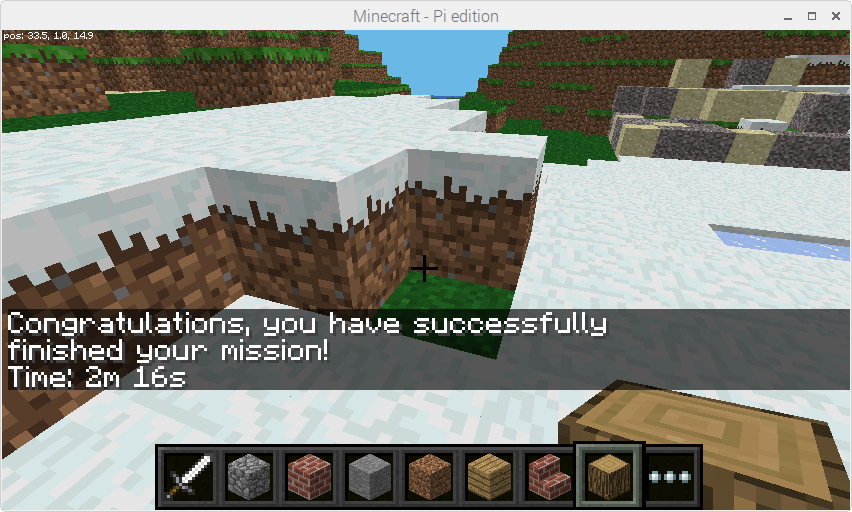 Minecraft - Pi edition
pos: 33.5, 1.0, 14.9
Congratulations, you have successfully
finished your mission!
Time: 2m 16s